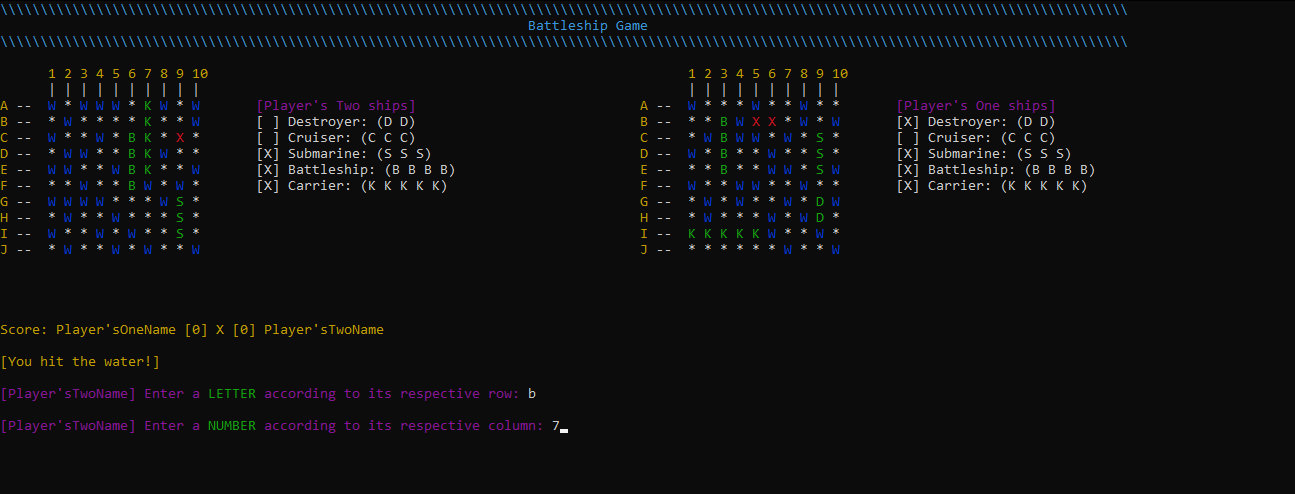 \\\\\\\\\\\\\\\\\\\\\\\\\\\\\\\\\\\\\\\\\\\\\\\\\\\\\\\\\\\\\\\\\\\\\\\\\\\\\\\\\\\\\\\\\\\\\\\\\\\\\\\\\\\\\\\\\\\\\\\\\\\\\\\\\\\\\\\\\\\\\
Battleship Game
\\\\\\\\\\\\\\\\\\\\\\\\\\\\\\\\\\\\\\\\\\\\\\\\\\\\\\\\\\\\\\\\\\\\\\\\\\\\\\\\\\\\\\\\\\\\\\\\\\\\\\\\\\\\\\\\\\\\\\\\\\\\\\\\\\\\\\\\\\\\\
1 2 3 4 5 6 7 8 9 10 1 2 3 4 5 6 7 8 9 10
| | | | | | | | | | | | | | | | | | | |
A -- W * W W W * K W * W [Player's Two ships] A -- W * * * W * * W * * [Player's One ships]
B -- * W * * * * K * * W [ ] Destroyer: (D D) B -- * * B W X X * W * W [X] Destroyer: (D D)
C -- W * * W * B K * X * [ ] Cruiser: (C C C) C -- * W B W W * W * S * [ ] Cruiser: (C C C)
D -- * W W * * B K W * * [X] Submarine: (S S S) D -- W * B * * W * * S * [X] Submarine: (S S S)
E -- W W * * W B K * * W [X] Battleship: (B B B B) E -- * * B * * W * * S W [X] Battleship: (B B B B)
F -- * * W * * B W * W * [X] Carrier: (K K K K K) F -- W * W W W * W * * * [X] Carrier: (K K K K K)
G -- W W W W * * * W S * G -- * W * W * * W * D W
H -- * W * * W * * * S * H -- * W * * * W * W D *
I -- W * * W * W * * S * I -- K K K K K W * * W *
J -- * W * * W * W * * W J -- * * * * * * W * * W
Score: Player'sOneName [0] X [0] Player'sTwoName
[You hit the water!]
[Player'sTwoName] Enter a LETTER according to its respective row: b
[Player'sTwoName] Enter a NUMBER according to its respective column: 7